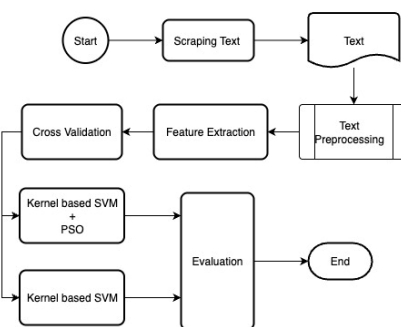 Start
Scraping Text
Text
Text
Preprocessing
Feature Extraction
Cross Validation
Kernel based SVM
+
PSO
Kernel based SVM
Evaluation
End